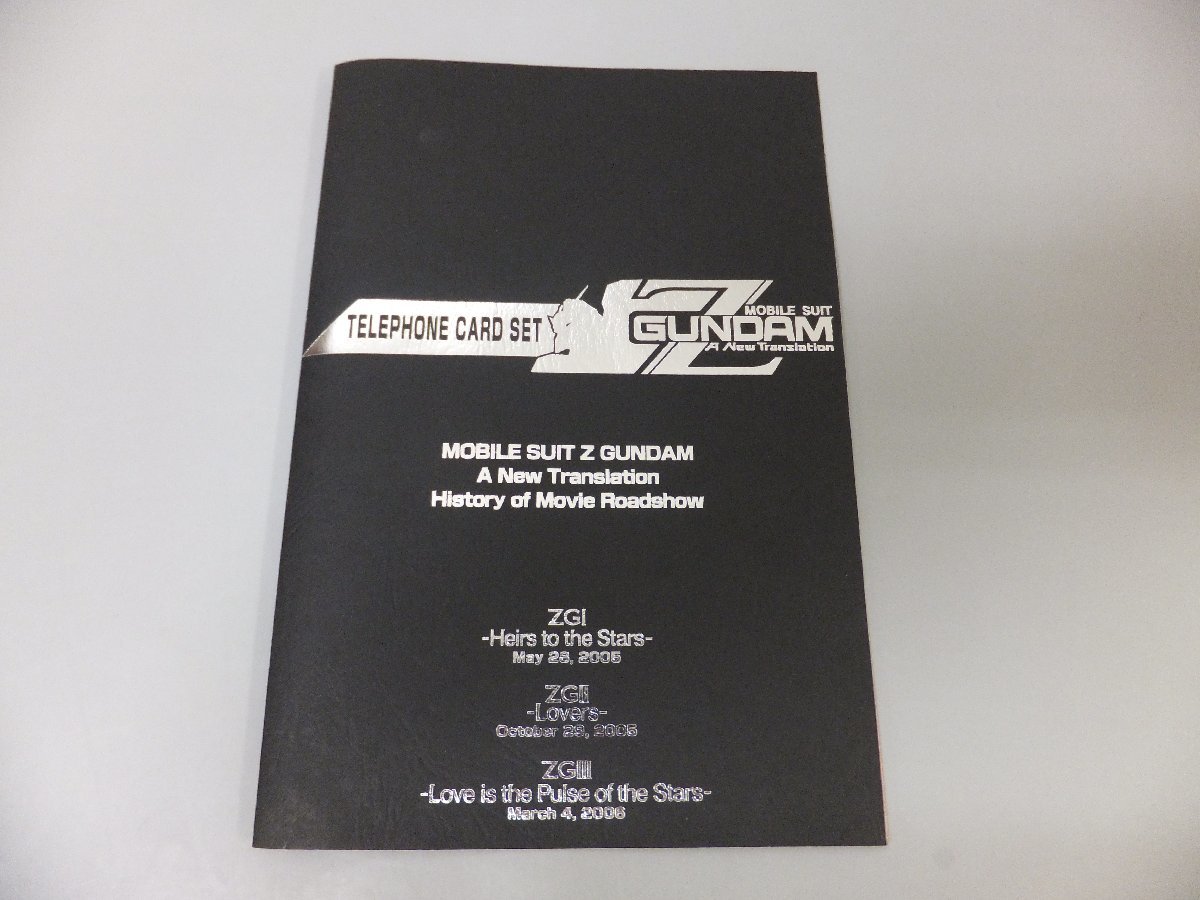 TELEPHONE CARD SET
Z
MOBILE SUIT
GUNDAM
A New Translation
MOBILE SUIT Z GUNDAM
A New Translation
History of Movie Roadshow
ZGI
-Heirs to the Stars-
May 28, 2005
ZGII
-Lovers-
October 29, 2005
ZGIII
-Love is the Pulse of the Stars-
March 4, 2006